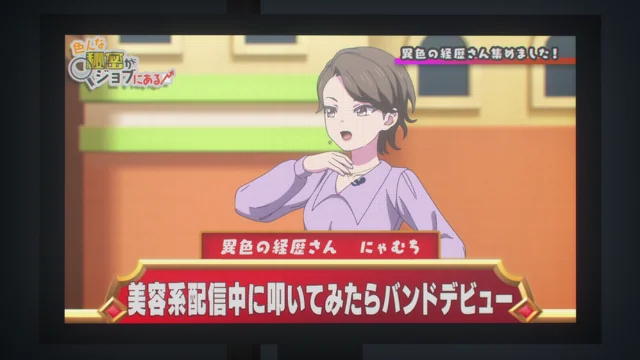 色んな
秘密が
ジョブにある
異色の経歴さん集めました！
異色の経歴さん　にゃむち
美容系配信中に叩いてみたらバンドデビュー